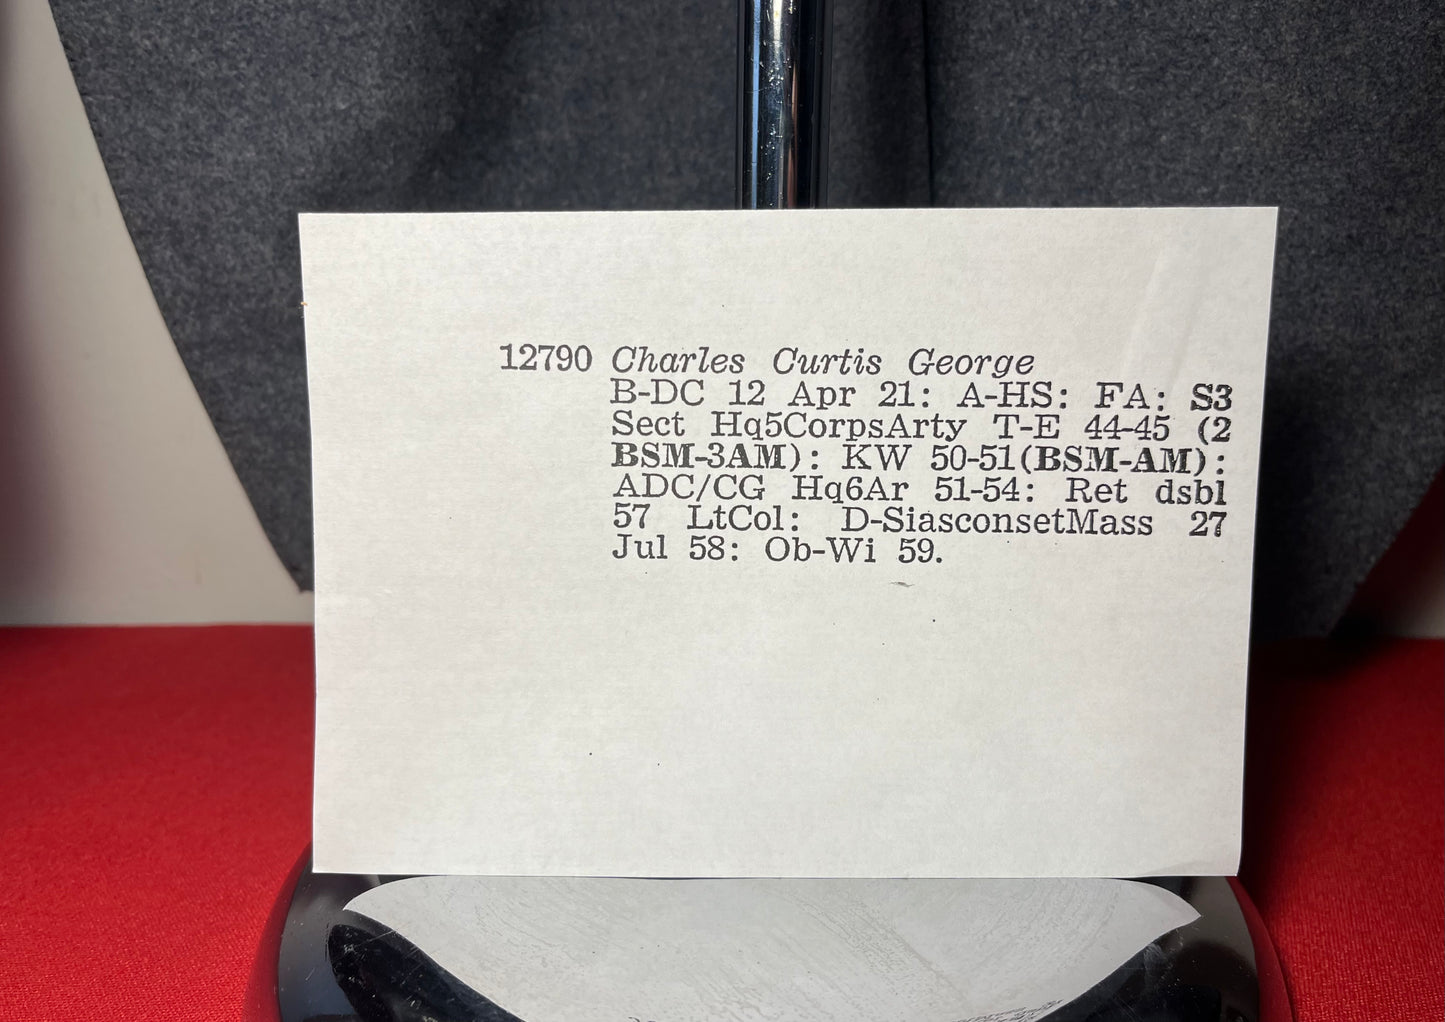 12790 Charles Curtis George
B-DC 12 Apr 21: A-HS: FA: S3
Sect Hq5CorpsArty T-E 44-45 (2
BSM-3AM): KW 50-51(BSM-AM):
ADC/CG Hq6Ar 51-54: Ret dsbl
57 LtCol: D-SiasconsetMass 27
Jul 58: Ob-Wi 59.